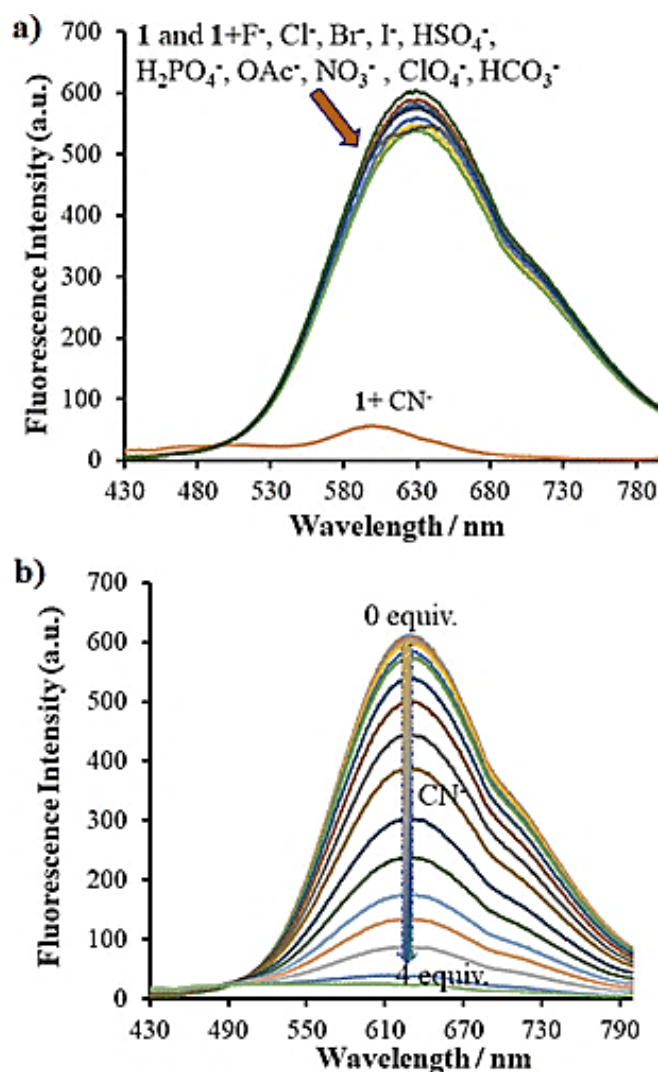 a)
700
600
500
400
300
200
100
0
Fluorescence Intensity (a.u.)
1 and 1+F⁻, Cl⁻, Br⁻, I⁻, HSO₄⁻,
H₂PO₄⁻, OAc⁻, NO₃⁻ , ClO₄⁻, HCO₃⁻
1+ CN⁻
430 480 530 580 630 680 730 780
Wavelength / nm
b)
700
600
500
400
300
200
100
0
Fluorescence Intensity (a.u.)
0 equiv.
CN⁻
4 equiv.
430 490 550 610 670 730 790
Wavelength / nm